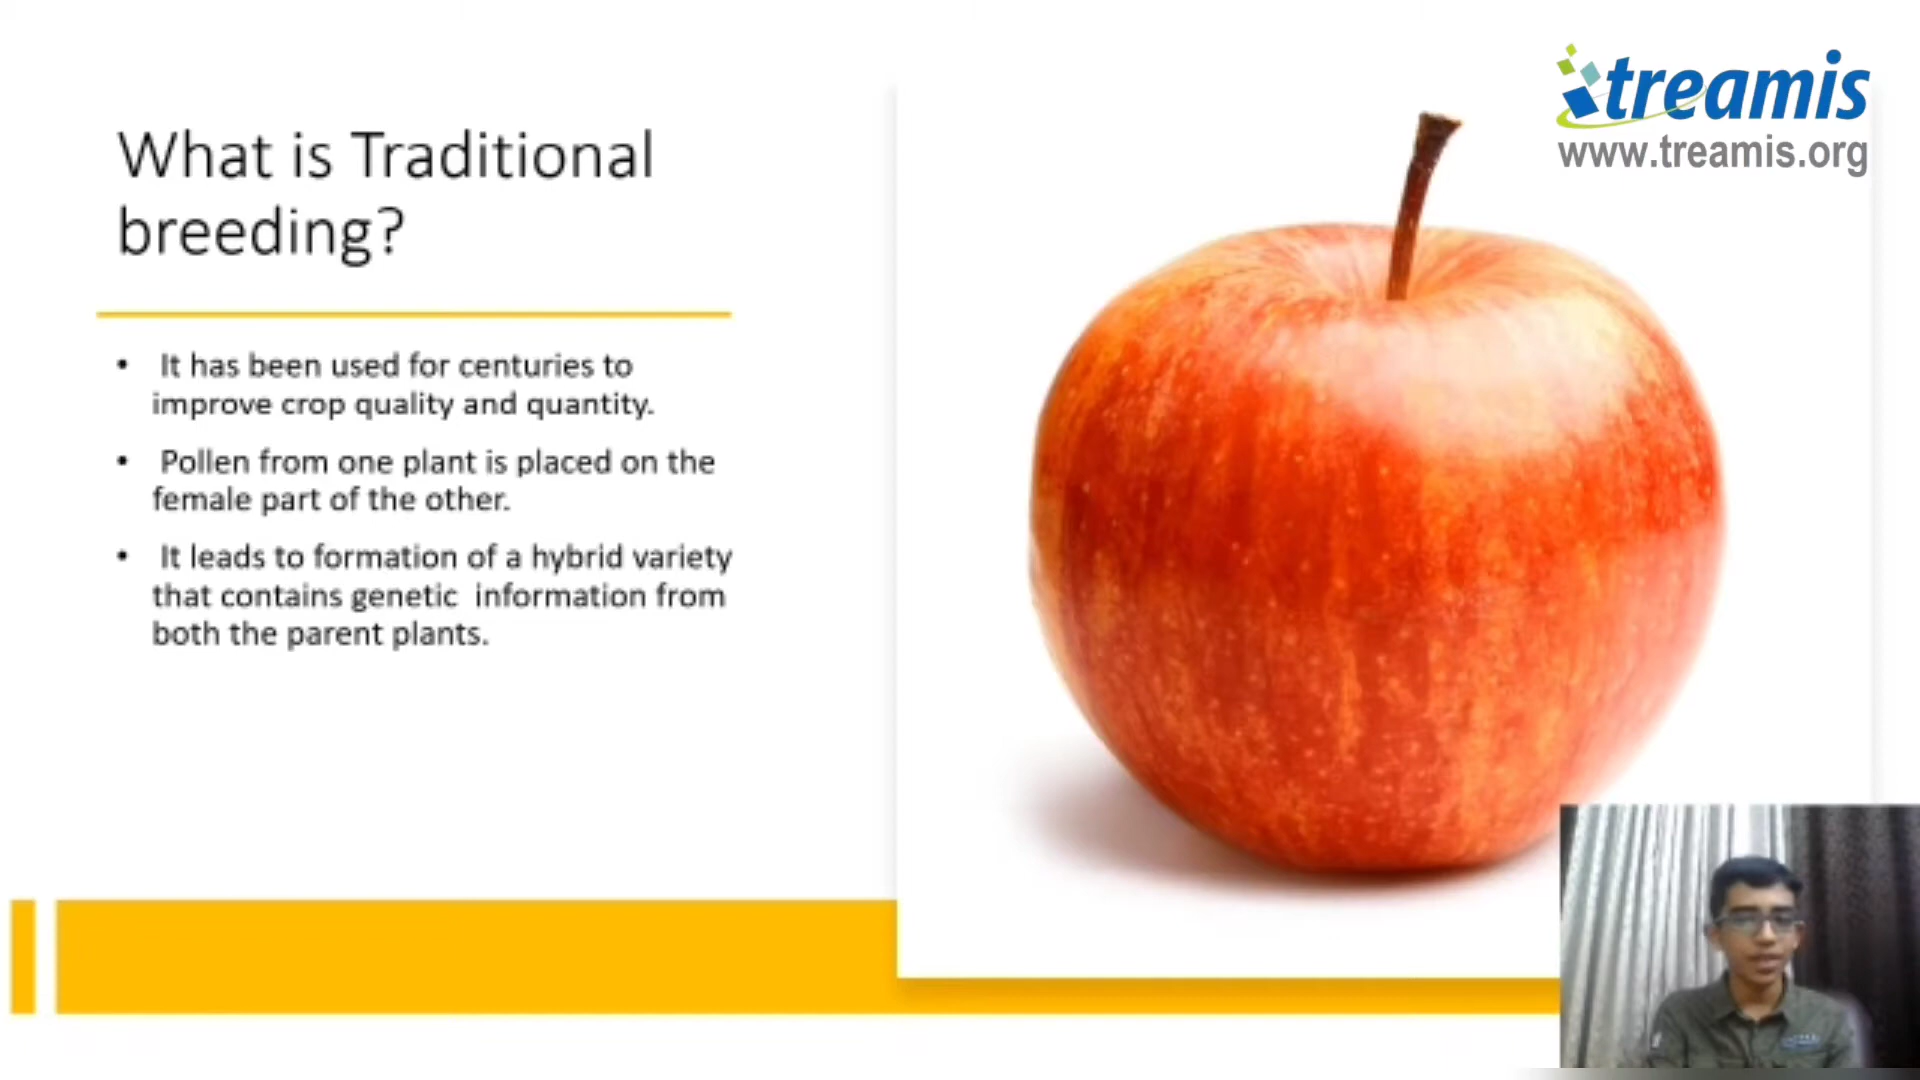 treamis
www.treamis.org
What is Traditional
breeding?
• It has been used for centuries to
improve crop quality and quantity.
• Pollen from one plant is placed on the
female part of the other.
• It leads to formation of a hybrid variety
that contains genetic information from
both the parent plants.